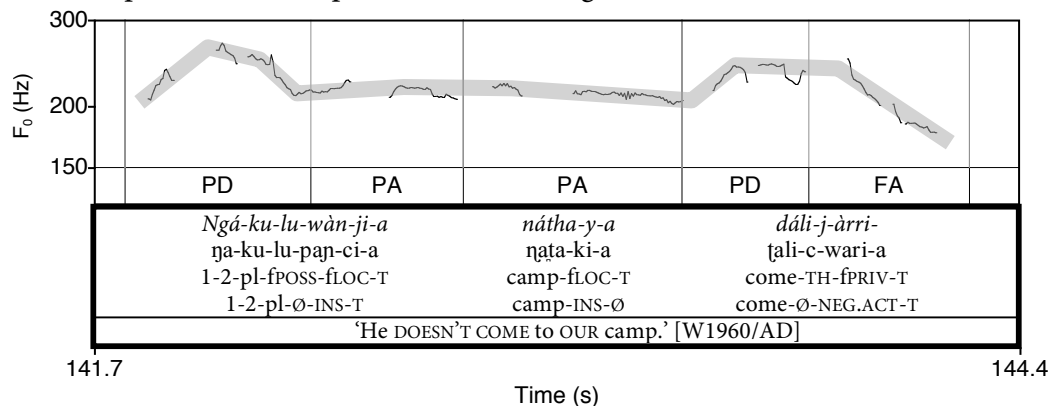 300
200
150
F₀ (Hz)
PD PA PA PD FA
Ngá-ku-lu-wàn-ji-a nátha-y-a dáli-j-àrri-
ŋa-ku-lu-paɲ-ci-a n̪at̪a-ki-a t̪ali-c-wari-a
1-2-pl-fPOSS-fLOC-T camp-fLOC-T come-TH-fPRIV-T
1-2-pl-Ø-INS-T camp-INS-Ø come-Ø-NEG.ACT-T
‘He DOESN’T COME to OUR camp.’ [W1960/AD]
141.7 144.4
Time (s)